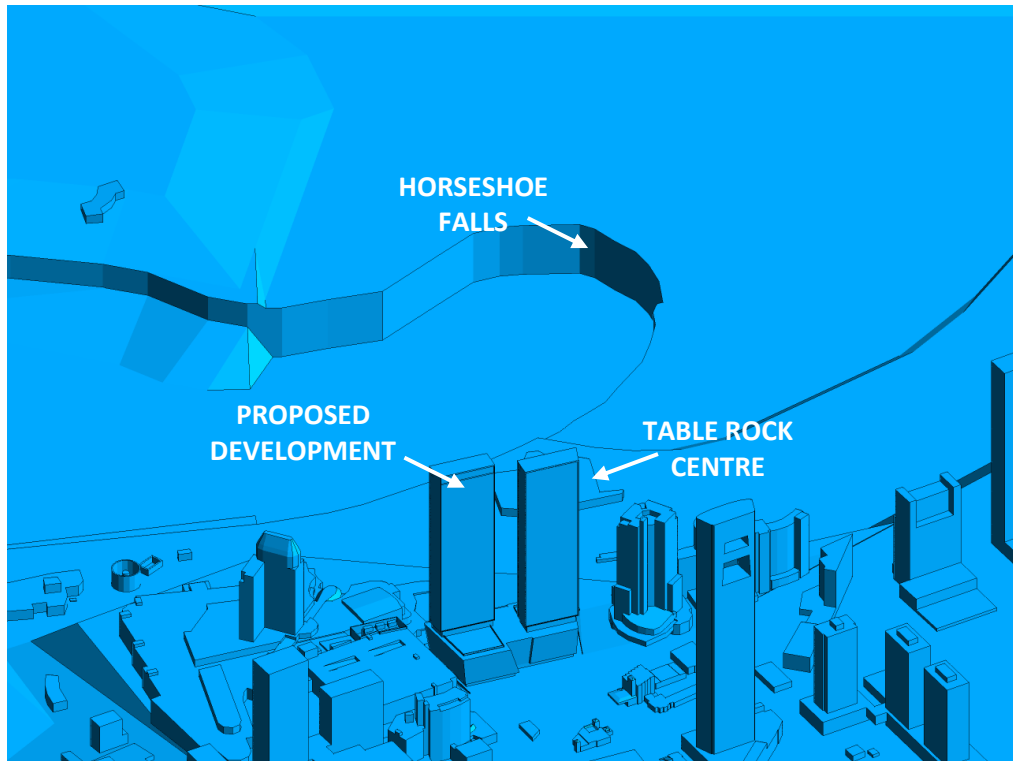 HORSESHOE
FALLS
PROPOSED
DEVELOPMENT
TABLE ROCK
CENTRE